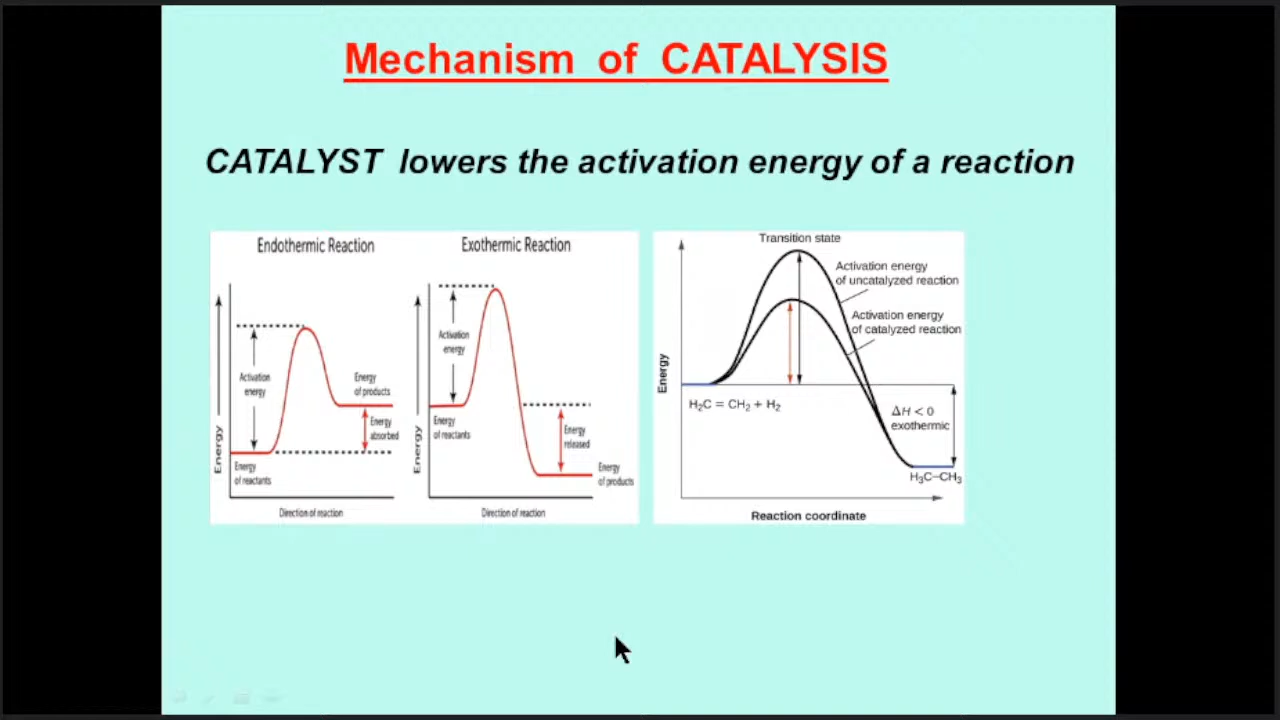 Mechanism of CATALYSIS
CATALYST lowers the activation energy of a reaction
Endothermic Reaction
Activation
energy
Energy
of products
Energy
absorbed
Energy
of reactants
Energy
Direction of reaction
Exothermic Reaction
Activation
energy
Energy
of reactants
Energy
released
Energy
of products
Energy
Direction of reaction
Transition state
Activation energy
of uncatalyzed reaction
Activation energy
of catalyzed reaction
Energy
H₂C = CH₂ + H₂
ΔH < 0
exothermic
H₃C–CH₃
Reaction coordinate